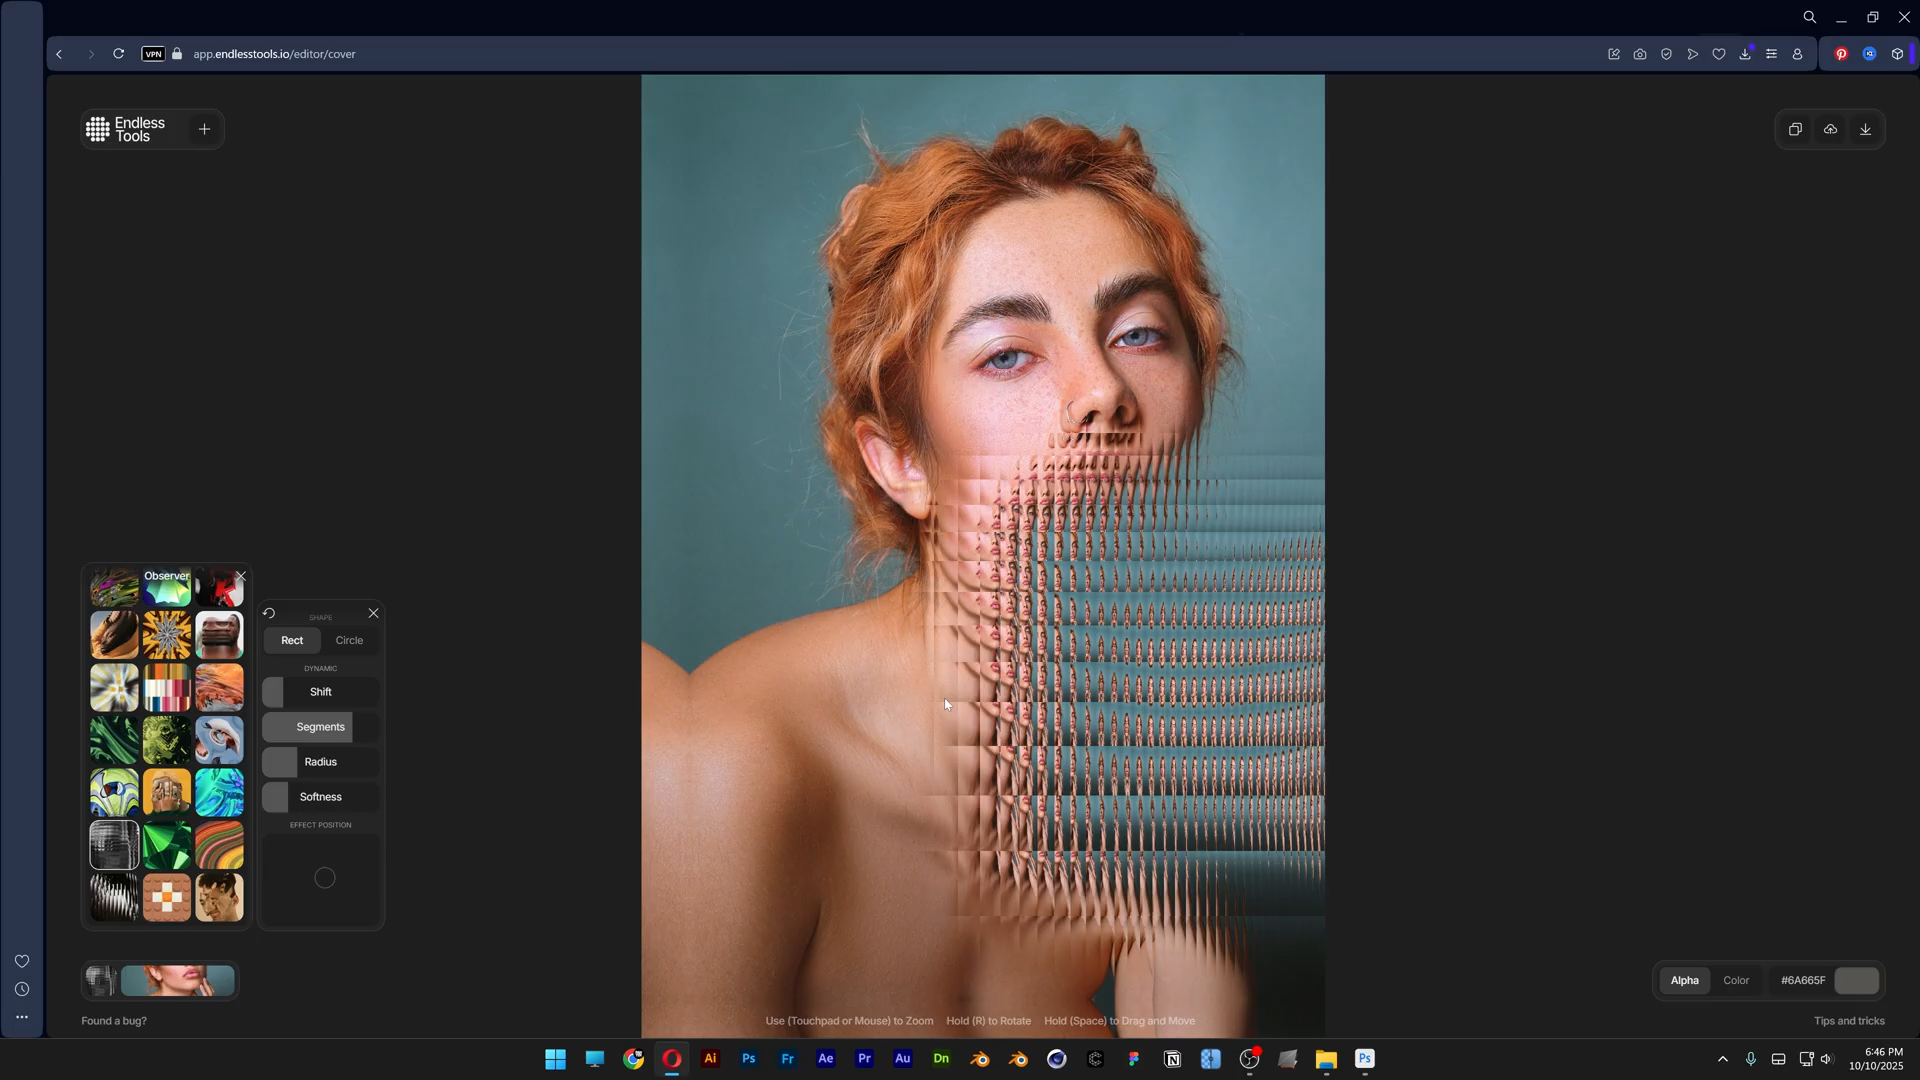 VPN
app.endlesstools.io/editor/cover
Endless
Tools
Observer
SHAPE
Rect
Circle
DYNAMIC
Shift
Segments
Radius
Softness
EFFECT POSITION
Alpha
Color
#6A665F
Found a bug?
Use (Touchpad or Mouse) to Zoom
Hold (R) to Rotate
Hold (Space) to Drag and Move
Tips and tricks
Ai
Ps
Fr
Ae
Pr
Au
Dn
Ps
6:46 PM
10/10/2025